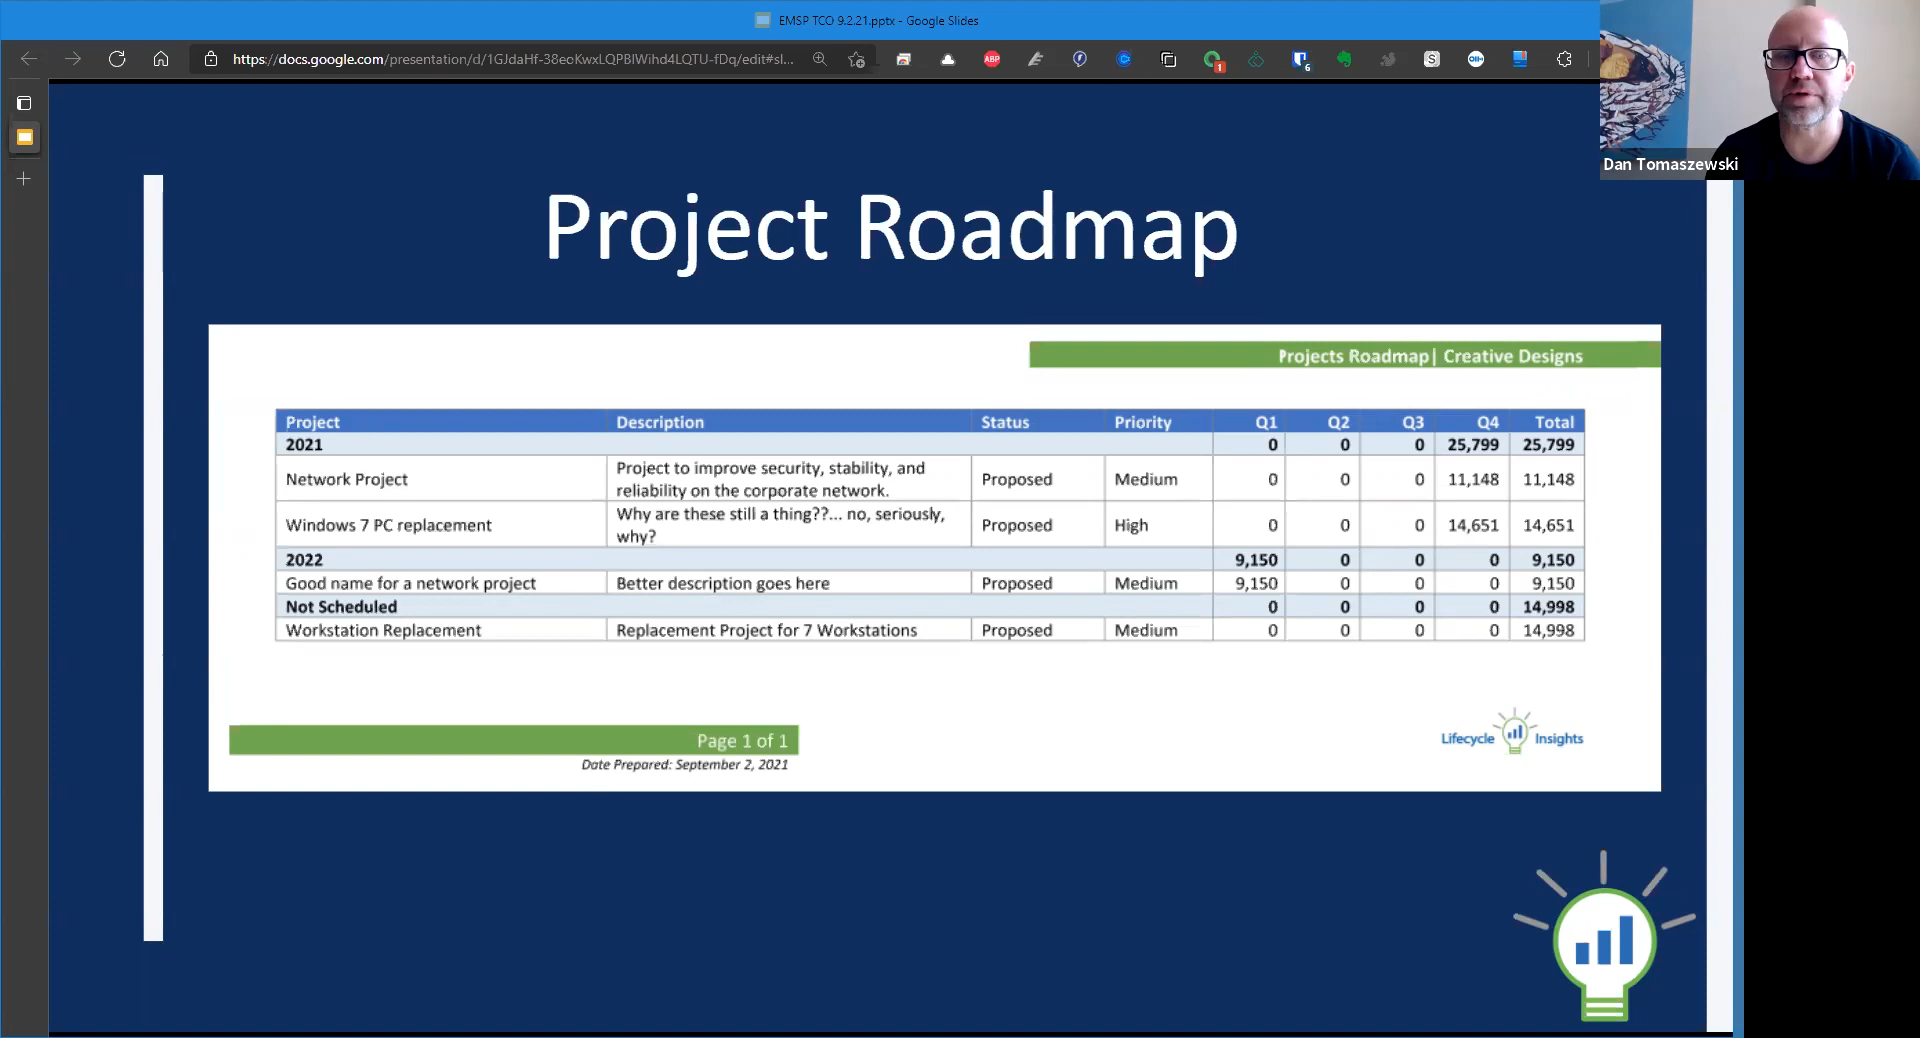 EMSP TCO 9.2.21.pptx - Google Slides
https://docs.google.com/presentation/d/1GJdaHf-38eoKwxLQPBlWihd4LQTU-fDq/edit#sl...
ABP
1
6
S
Dan Tomaszewski
Project Roadmap
Projects Roadmap| Creative Designs
Project Description Status Priority Q1 Q2 Q3 Q4 Total
2021 0 0 0 25,799 25,799
Network Project Project to improve security, stability, and reliability on the corporate network. Proposed Medium 0 0 0 11,148 11,148
Windows 7 PC replacement Why are these still a thing??... no, seriously, why? Proposed High 0 0 0 14,651 14,651
2022 9,150 0 0 0 9,150
Good name for a network project Better description goes here Proposed Medium 9,150 0 0 0 9,150
Not Scheduled 0 0 0 0 14,998
Workstation Replacement Replacement Project for 7 Workstations Proposed Medium 0 0 0 0 14,998
Page 1 of 1
Date Prepared: September 2, 2021
Lifecycle Insights